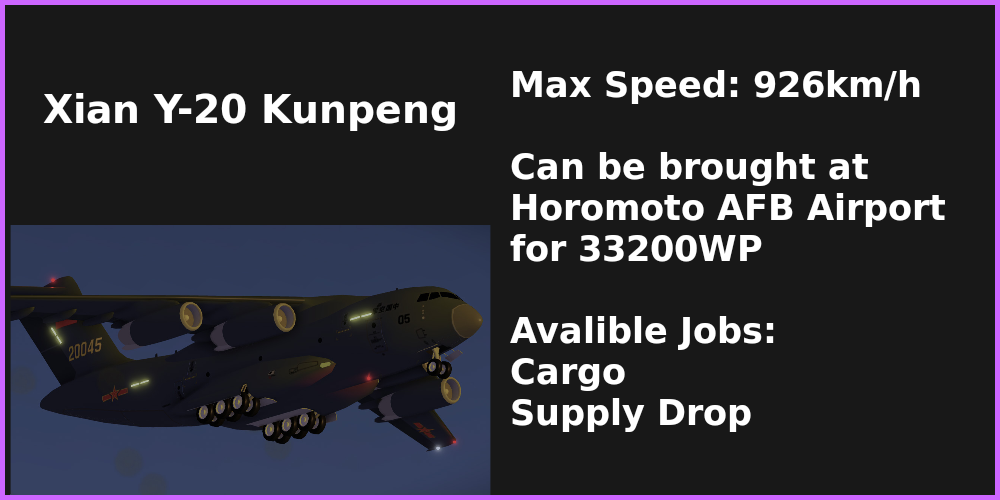 Xian Y-20 Kunpeng
Max Speed: 926km/h
Can be brought at
Horomoto AFB Airport
for 33200WP
Avalible Jobs:
Cargo
Supply Drop
20045
05